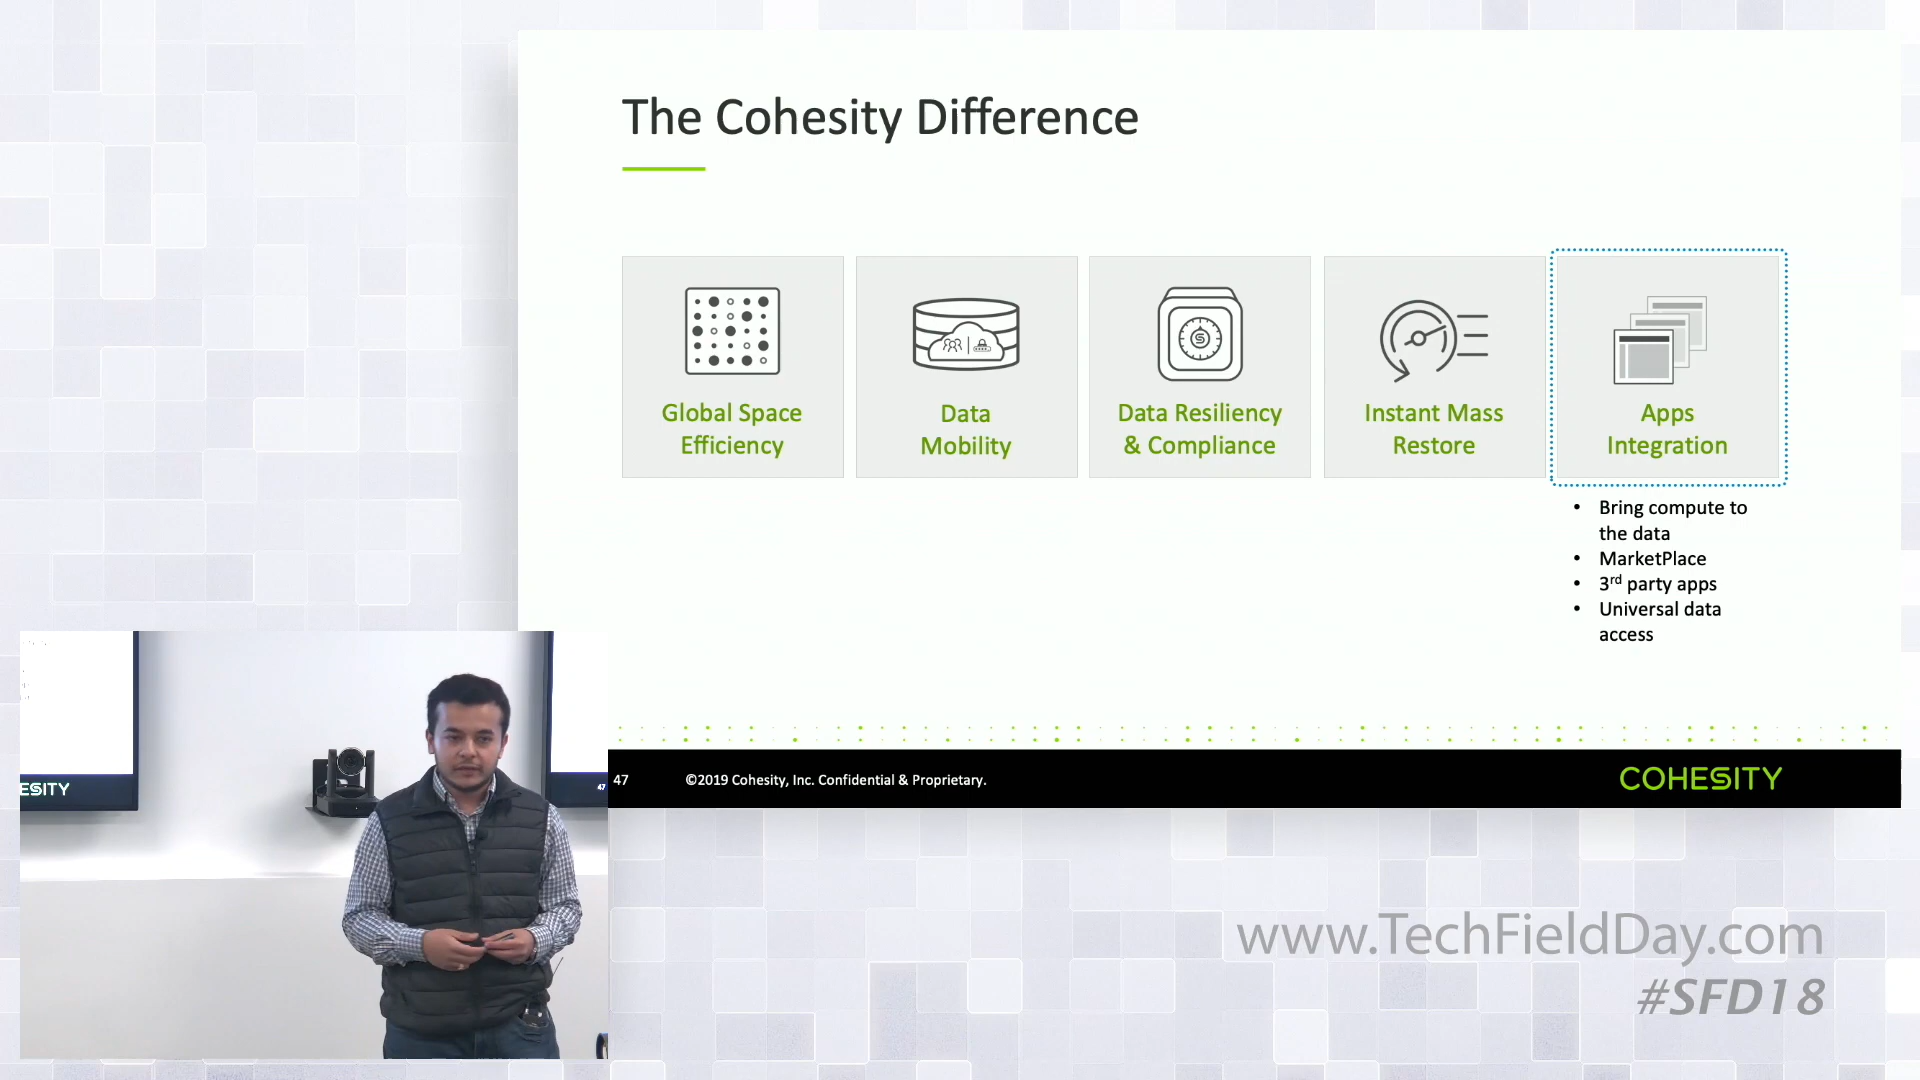 The Cohesity Difference
Global Space
Efficiency
Data
Mobility
Data Resiliency
& Compliance
Instant Mass
Restore
Apps
Integration
• Bring compute to
the data
• MarketPlace
• 3rd party apps
• Universal data
access
47
©2019 Cohesity, Inc. Confidential & Proprietary.
COHESITY
ESITY
47
www.TechFieldDay.com
#SFD18